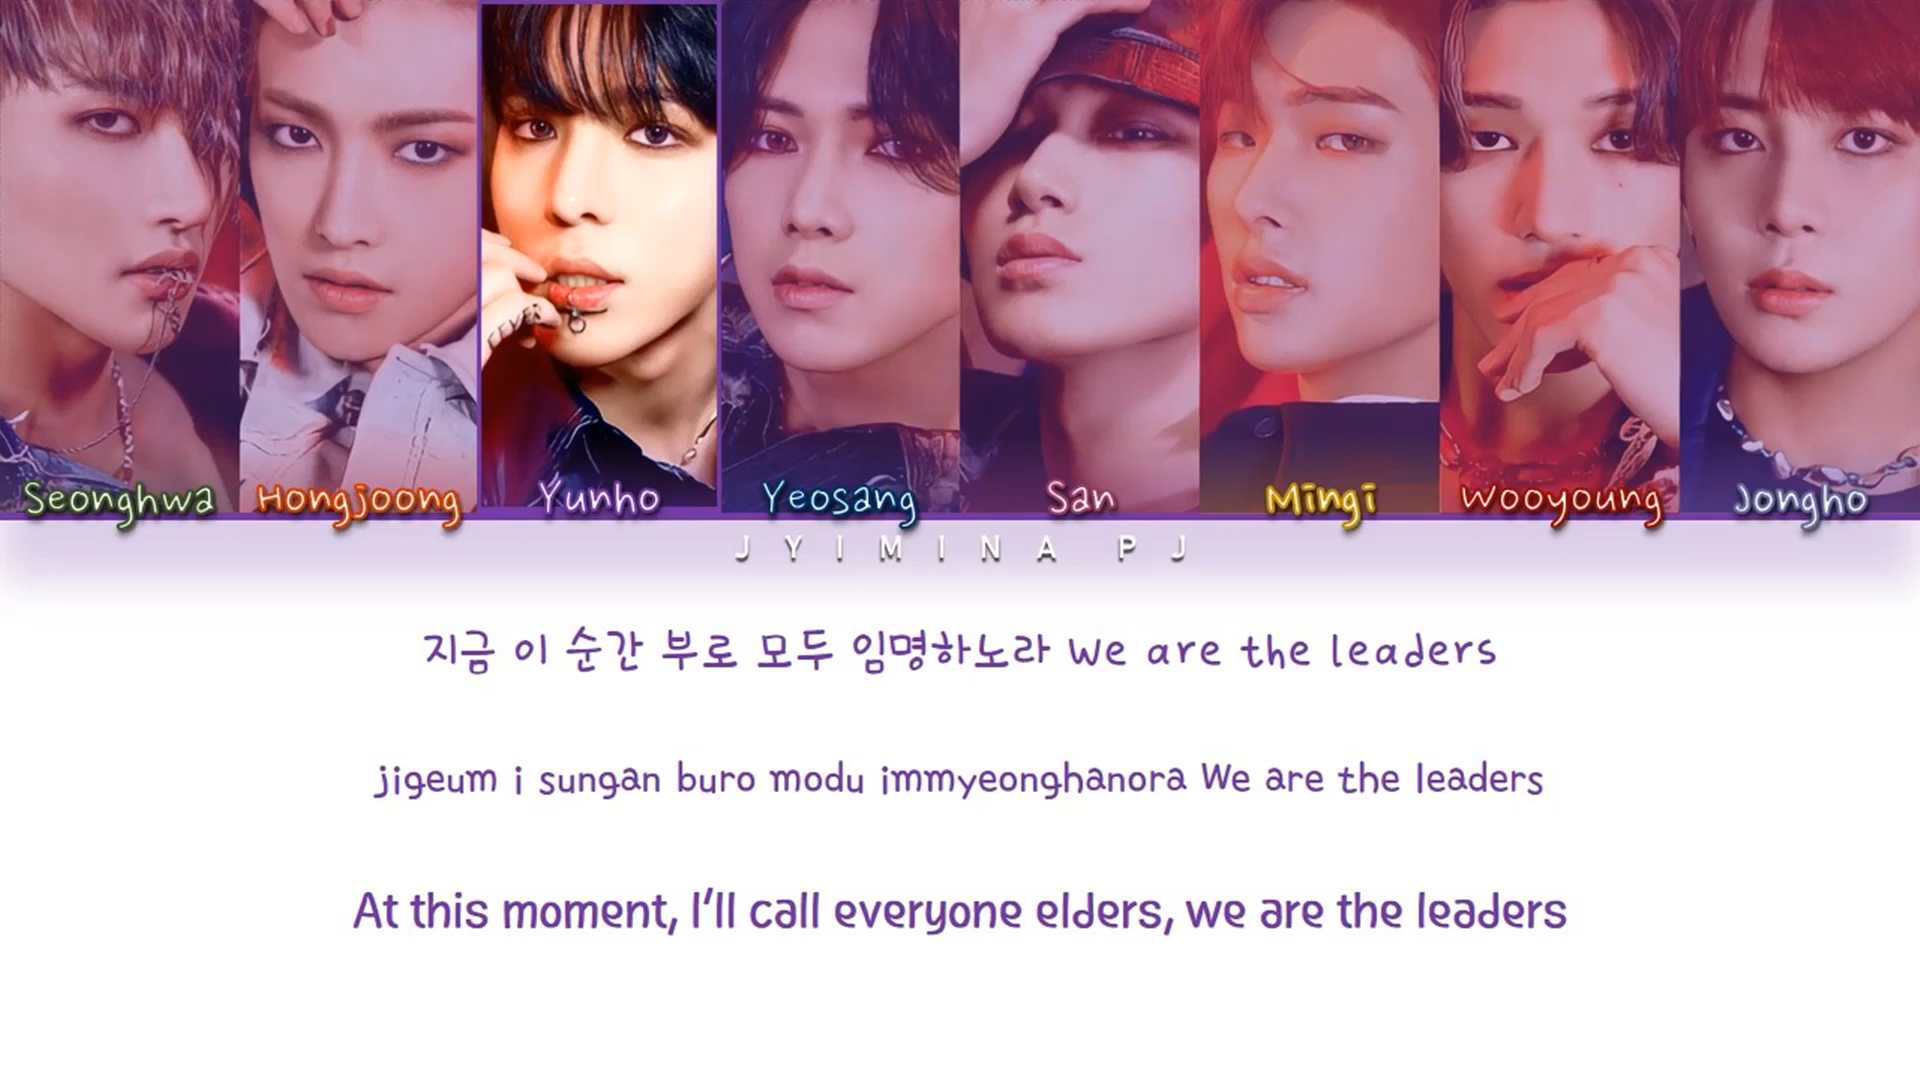 Seonghwa Hongjoong Yunho Yeosang San Mingi Wooyoung Jongho
JYIMINA PJ
지금 이 순간 부로 모두 임명하노라 We are the leaders
jigeum i sungan buro modu immyeonghanora We are the leaders
At this moment, I'll call everyone elders, we are the leaders